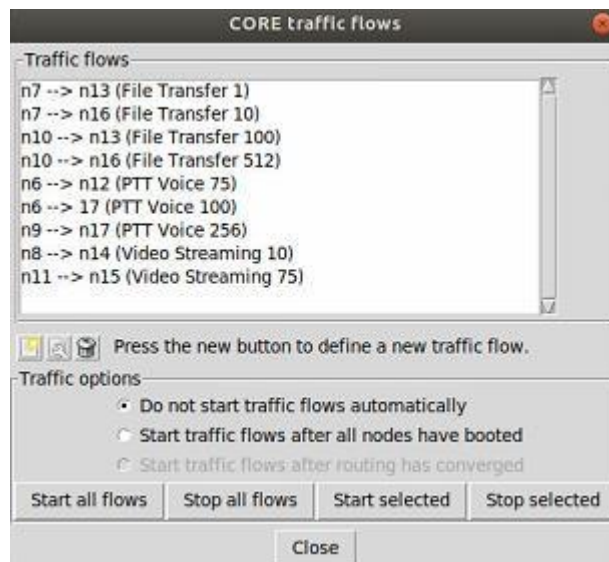 CORE traffic flows
Traffic flows
n7 --> n13 (File Transfer 1)
n7 --> n16 (File Transfer 10)
n10 --> n13 (File Transfer 100)
n10 --> n16 (File Transfer 512)
n6 --> n12 (PTT Voice 75)
n6 --> 17 (PTT Voice 100)
n9 --> n17 (PTT Voice 256)
n8 --> n14 (Video Streaming 10)
n11 --> n15 (Video Streaming 75)
Press the new button to define a new traffic flow.
Traffic options
Do not start traffic flows automatically
Start traffic flows after all nodes have booted
Start traffic flows after routing has converged
Start all flows Stop all flows Start selected Stop selected
Close